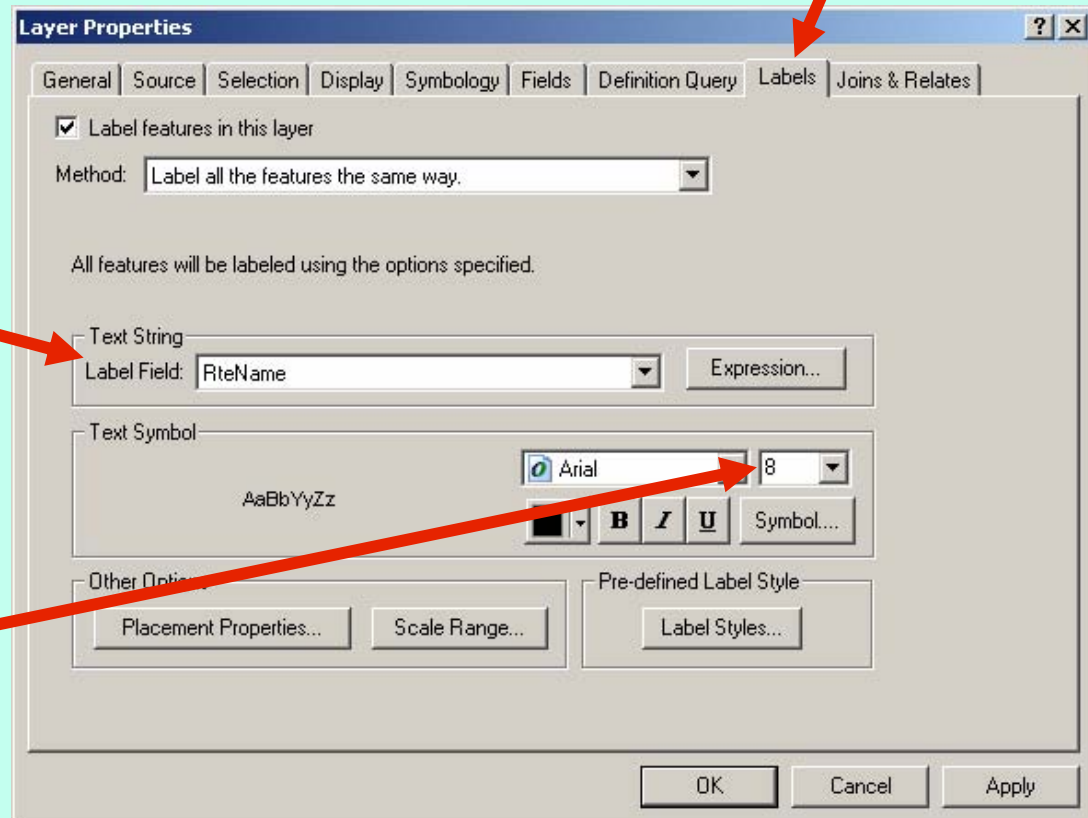 Layer Properties
General Source Selection Display Symbology Fields Definition Query Labels Joins & Relates
Label features in this layer
Method: Label all the features the same way.
All features will be labeled using the options specified.
Text String
Label Field: RteName Expression...
Text Symbol
AaBbYyZz
Arial 8
B I U Symbol....
Other Options Pre-defined Label Style
Placement Properties... Scale Range... Label Styles...
OK Cancel Apply